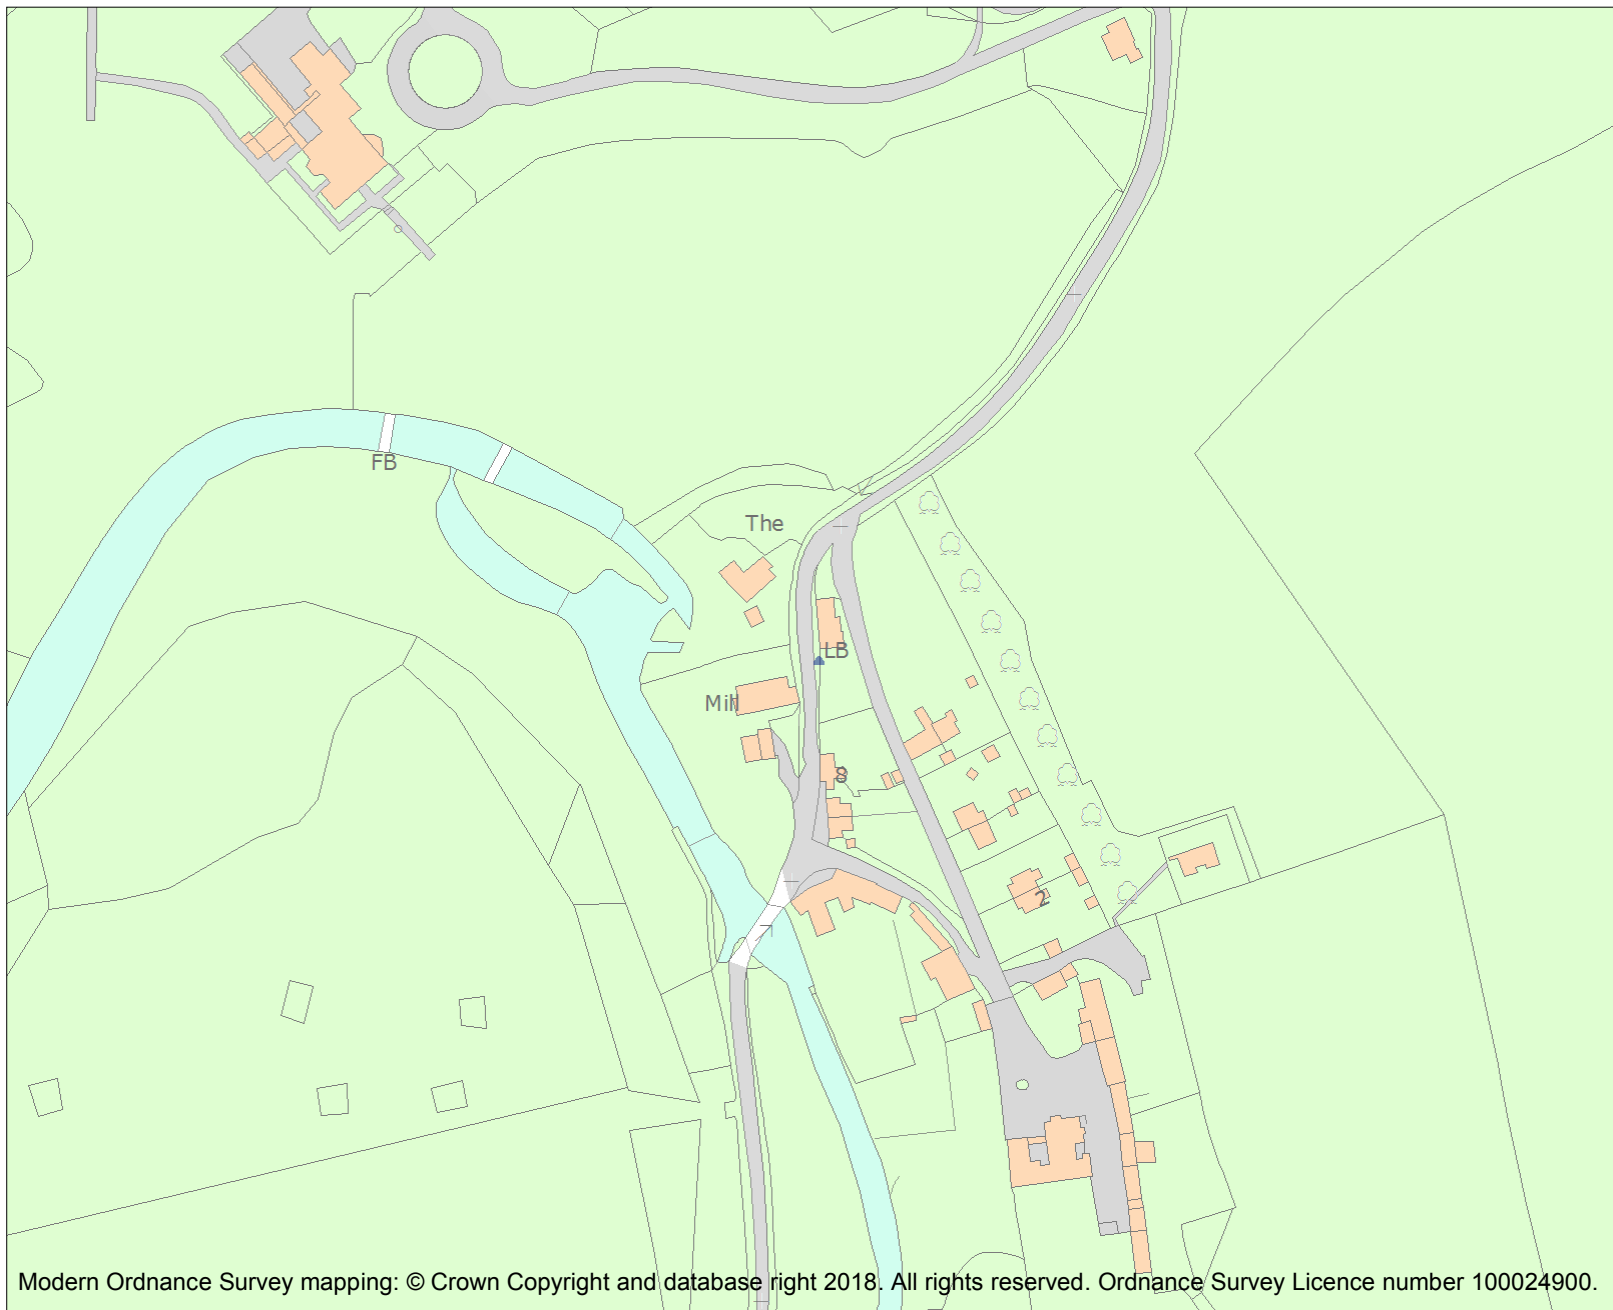 FB
The
LB
Mill
8
2
Modern Ordnance Survey mapping: © Crown Copyright and database right 2018. All rights reserved. Ordnance Survey Licence number 100024900.